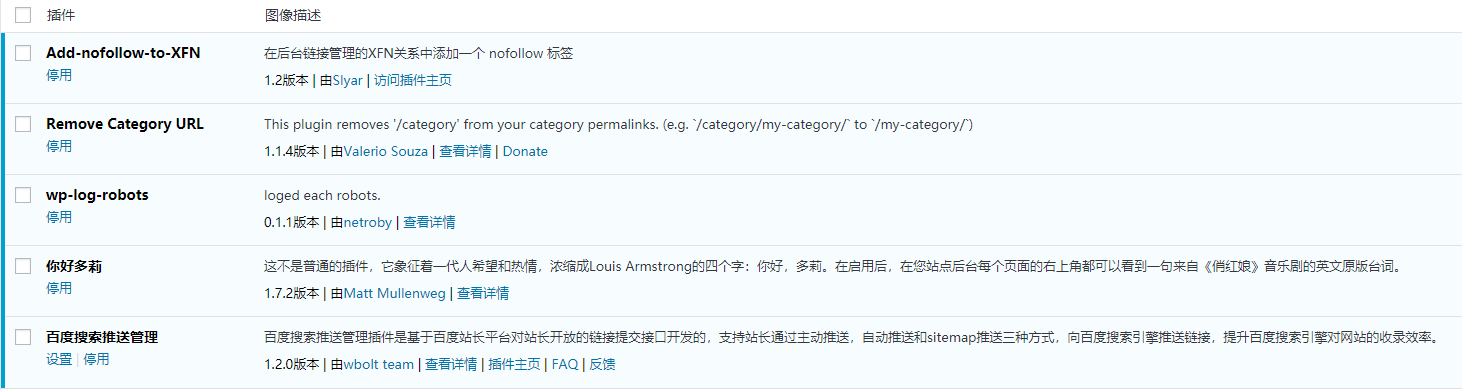 插件 图像描述
Add-nofollow-to-XFN 在后台链接管理的XFN关系中添加一个 nofollow 标签
停用 1.2版本 | 由Slyar | 访问插件主页
Remove Category URL This plugin removes '/category' from your category permalinks. (e.g. `/category/my-category/` to `/my-category/`)
停用 1.1.4版本 | 由Valerio Souza | 查看详情 | Donate
wp-log-robots loged each robots.
停用 0.1.1版本 | 由netroby | 查看详情
你好多莉 这不是普通的插件，它象征着一代人希望和热情，浓缩成Louis Armstrong的四个字：你好，多莉。在启用后，在您站点后台每个页面的右上角都可以看到一句来自《俏红娘》音乐剧的英文原版台词。
停用 1.7.2版本 | 由Matt Mullenweg | 查看详情
百度搜索推送管理 百度搜索推送管理插件是基于百度站长平台对站长开放的链接提交接口开发的，支持站长通过主动推送，自动推送和sitemap推送三种方式，向百度搜索引擎推送链接，提升百度搜索引擎对网站的收录效率。
设置 | 停用 1.2.0版本 | 由wbolt team | 查看详情 | 插件主页 | FAQ | 反馈